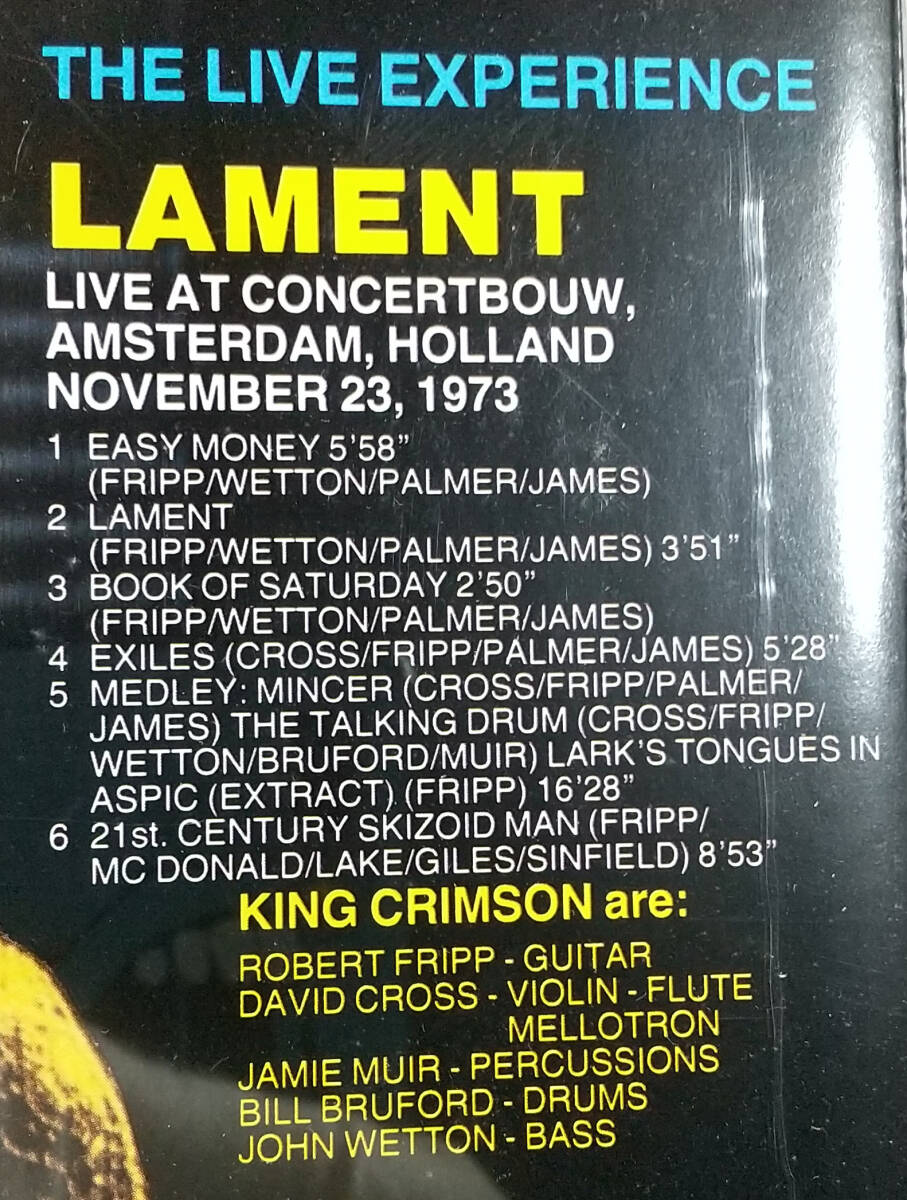 THE LIVE EXPERIENCE
LAMENT
LIVE AT CONCERTBOUW,
AMSTERDAM, HOLLAND
NOVEMBER 23, 1973
1 EASY MONEY 5'58"
(FRIPP/WETTON/PALMER/JAMES)
2 LAMENT
(FRIPP/WETTON/PALMER/JAMES) 3'51"
3 BOOK OF SATURDAY 2'50"
(FRIPP/WETTON/PALMER/JAMES)
4 EXILES (CROSS/FRIPP/PALMER/JAMES) 5'28"
5 MEDLEY: MINCER (CROSS/FRIPP/PALMER/
JAMES) THE TALKING DRUM (CROSS/FRIPP/
WETTON/BRUFORD/MUIR) LARK'S TONGUES IN
ASPIC (EXTRACT) (FRIPP) 16'28"
6 21st. CENTURY SKIZOID MAN (FRIPP/
MC DONALD/LAKE/GILES/SINFIELD) 8'53"
KING CRIMSON are:
ROBERT FRIPP - GUITAR
DAVID CROSS - VIOLIN - FLUTE
MELLOTRON
JAMIE MUIR - PERCUSSIONS
BILL BRUFORD - DRUMS
JOHN WETTON - BASS